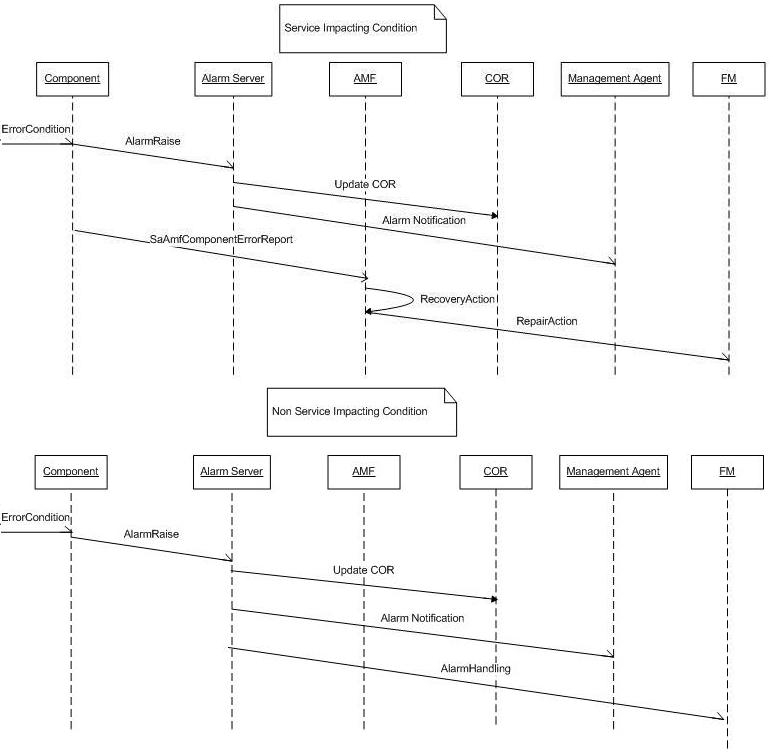 Service Impacting Condition
Component
Alarm Server
AMF
COR
Management Agent
FM
ErrorCondition
AlarmRaise
Update COR
Alarm Notification
SaAmfComponentErrorReport
RecoveryAction
RepairAction
Non Service Impacting Condition
Component
Alarm Server
AMF
COR
Management Agent
FM
ErrorCondition
AlarmRaise
Update COR
Alarm Notification
AlarmHandling